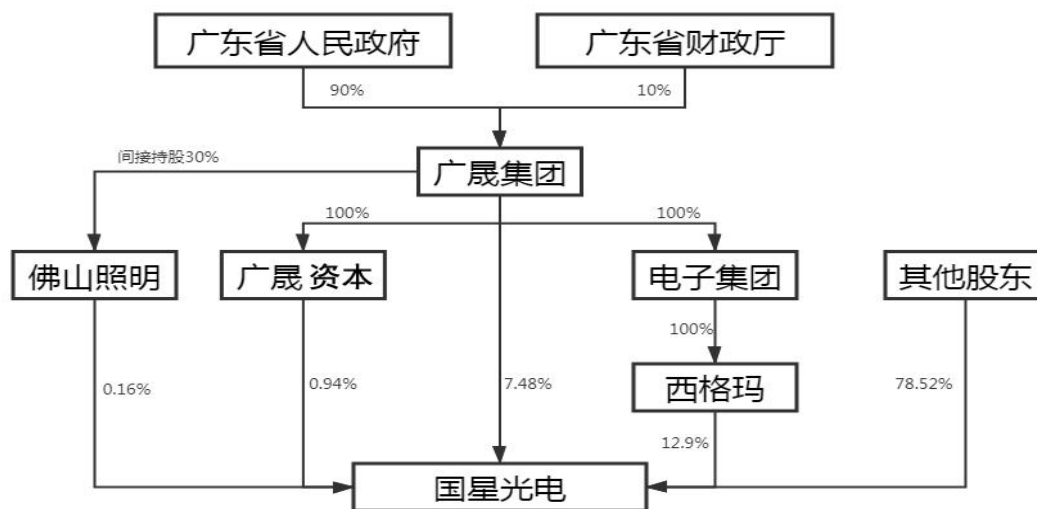 广东省人民政府
广东省财政厅
90%
10%
间接持股30%
广晟集团
100%
100%
佛山照明
广晟资本
电子集团
其他股东
100%
西格玛
0.16%
0.94%
7.48%
78.52%
12.9%
国星光电